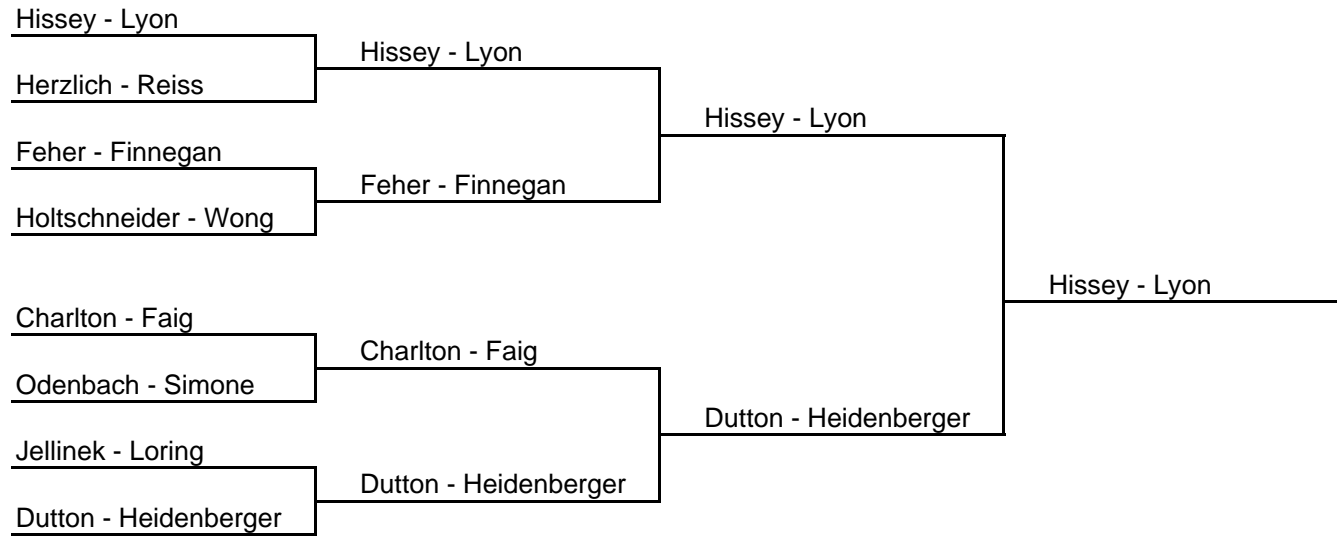 Hissey - Lyon
Herzlich - Reiss
Feher - Finnegan
Holtschneider - Wong
Charlton - Faig
Odenbach - Simone
Jellinek - Loring
Dutton - Heidenberger
Hissey - Lyon
Feher - Finnegan
Charlton - Faig
Dutton - Heidenberger
Hissey - Lyon
Dutton - Heidenberger
Hissey - Lyon